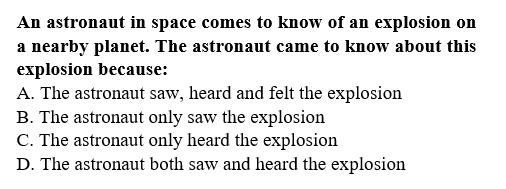 An astronaut in space comes to know of an explosion on
a nearby planet. The astronaut came to know about this
explosion because:
A. The astronaut saw, heard and felt the explosion
B. The astronaut only saw the explosion
C. The astronaut only heard the explosion
D. The astronaut both saw and heard the explosion